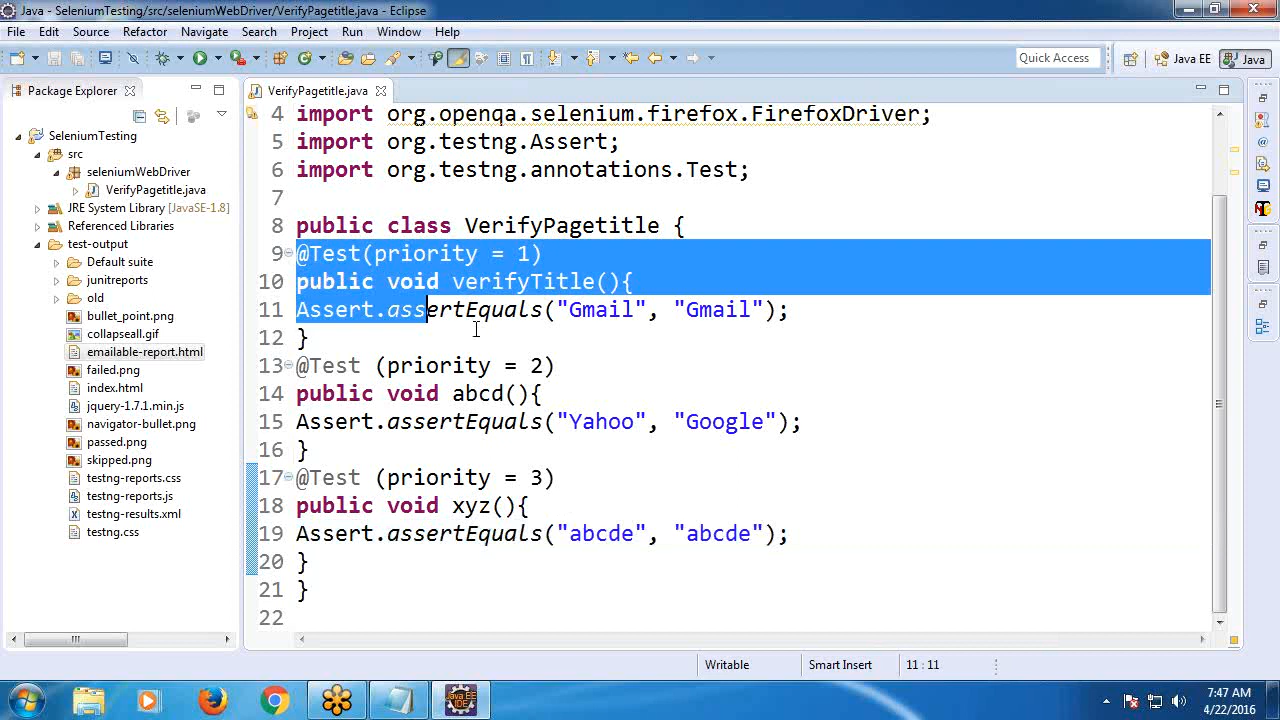 Java - SeleniumTesting/src/seleniumWebDriver/VerifyPagetitle.java - Eclipse
File Edit Source Refactor Navigate Search Project Run Window Help
Quick Access
Java EE
Java
Package Explorer
SeleniumTesting
src
seleniumWebDriver
VerifyPagetitle.java
JRE System Library [JavaSE-1.8]
Referenced Libraries
test-output
Default suite
junitreports
old
bullet_point.png
collapseall.gif
emailable-report.html
failed.png
index.html
jquery-1.7.1.min.js
navigator-bullet.png
passed.png
skipped.png
testng-reports.css
testng-reports.js
testng-results.xml
testng.css
VerifyPagetitle.java
4 import org.openqa.selenium.firefox.FirefoxDriver;
5 import org.testng.Assert;
6 import org.testng.annotations.Test;
7
8 public class VerifyPagetitle {
9 @Test(priority = 1)
10 public void verifyTitle(){
11 Assert.assertEquals("Gmail", "Gmail");
12 }
13 @Test (priority = 2)
14 public void abcd(){
15 Assert.assertEquals("Yahoo", "Google");
16 }
17 @Test (priority = 3)
18 public void xyz(){
19 Assert.assertEquals("abcde", "abcde");
20 }
21 }
22
Writable
Smart Insert
11 : 11
Java EE
IDE
7:47 AM
4/22/2016